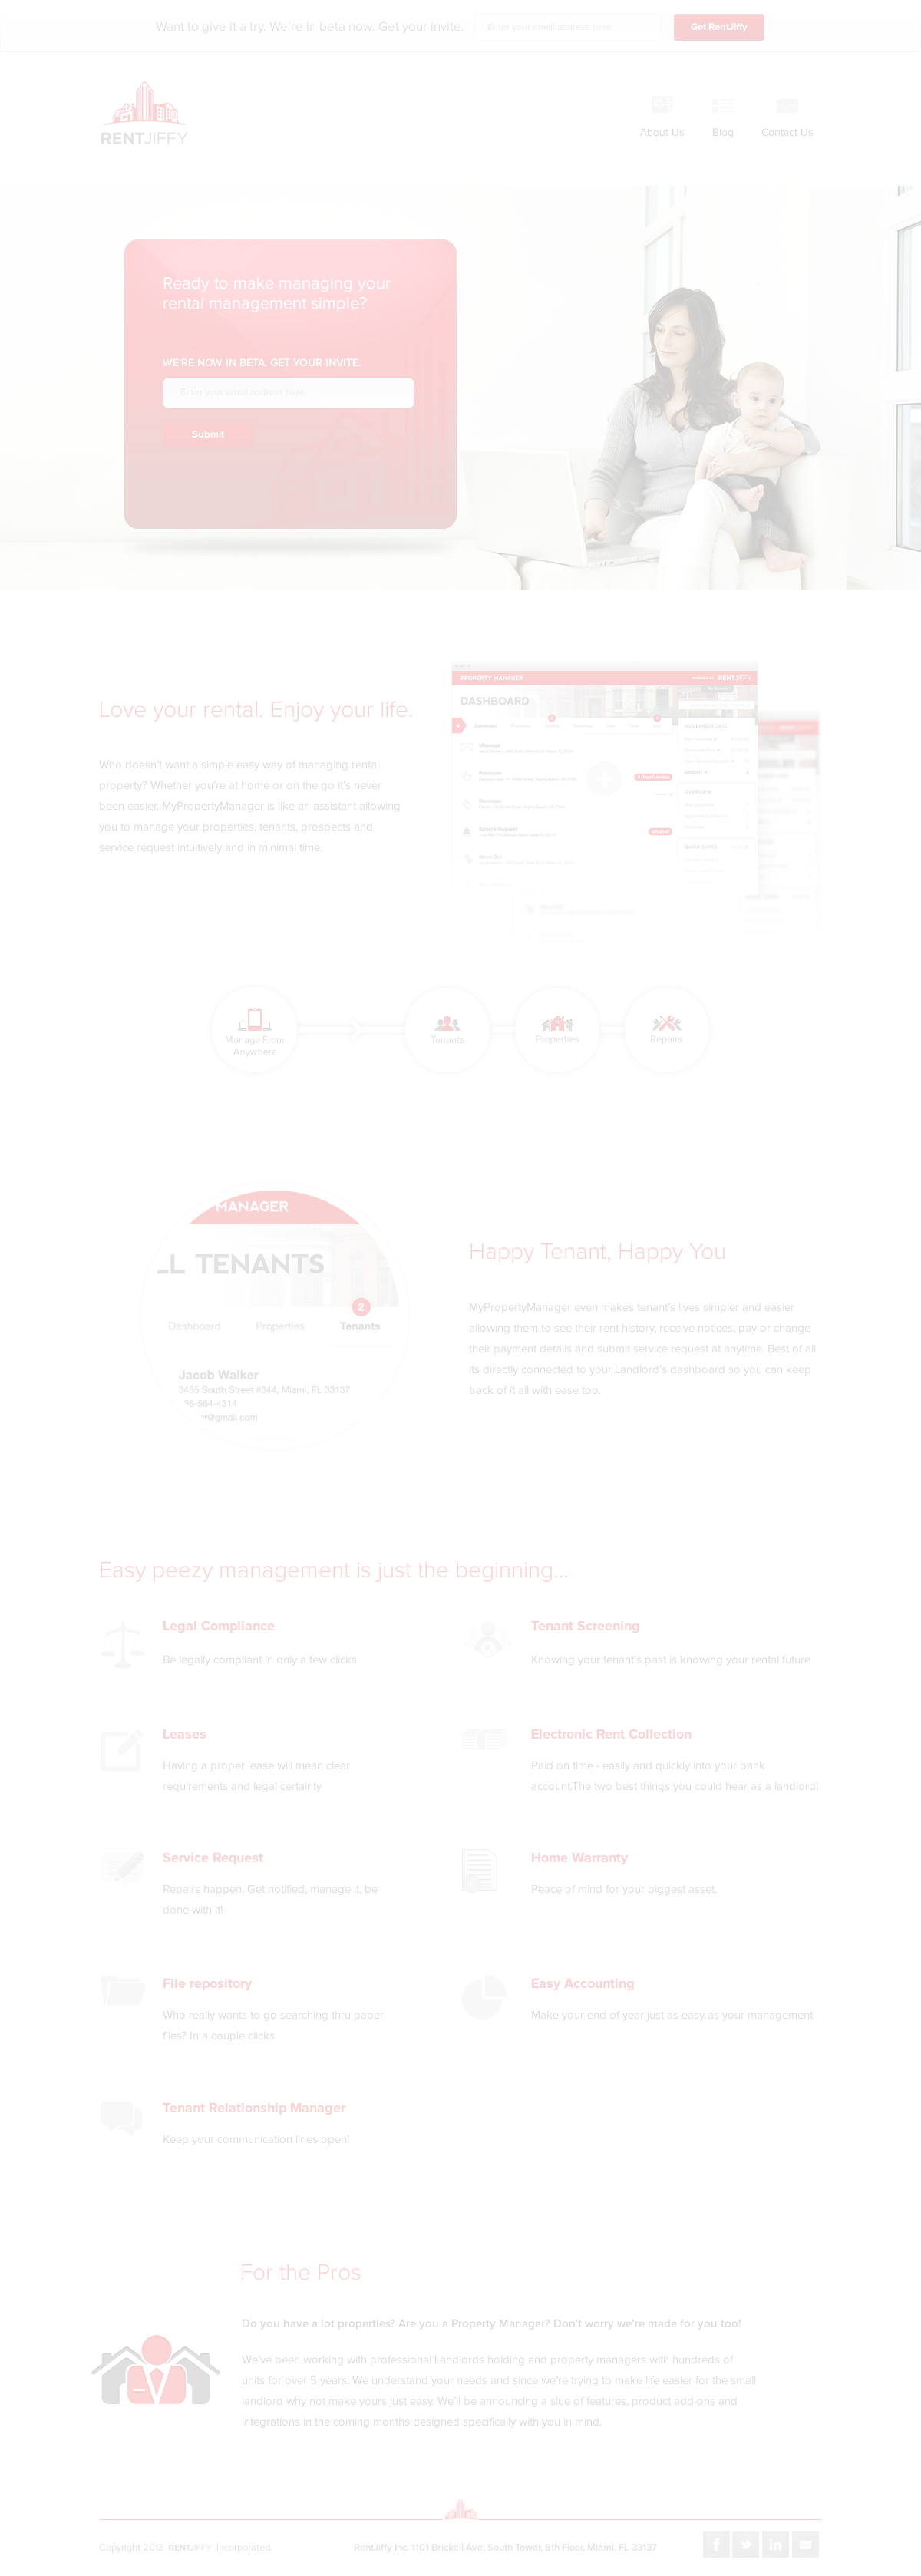 Want to give it a try. We're in beta now. Get your invite.
Enter your email address here
Get RentJiffy
RENTJIFFY
About Us
Blog
Contact Us
Ready to make managing your
rental management simple?
WE'RE NOW IN BETA. GET YOUR INVITE.
Enter your email address here
Submit
Love your rental. Enjoy your life.
Who doesn't want a simple easy way of managing rental
property? Whether you're at home or on the go it's never
been easier. MyPropertyManager is like an assistant allowing
you to manage your properties, tenants, prospects and
service request intuitively and in minimal time.
PROPERTY MANAGER
RENTJIFFY
DASHBOARD
Dashboard
NOVEMBER 2012
Message
Reminder
URGENT
OVERVIEW
Reminder
Service Request
URGENT
QUICK LINKS
Move Out
Manage From
Anywhere
Tenants
Properties
Repairs
MANAGER
LL TENANTS
2
Dashboard
Properties
Tenants
Jacob Walker
3465 South Street #344, Miami, FL 33137
86-564-4314
@gmail.com
Happy Tenant, Happy You
MyPropertyManager even makes tenant's lives simpler and easier
allowing them to see their rent history, receive notices, pay or change
their payment details and submit service request at anytime. Best of all
its directly connected to your Landlord's dashboard so you can keep
track of it all with ease too.
Easy peezy management is just the beginning...
Legal Compliance
Be legally compliant in only a few clicks
Tenant Screening
Knowing your tenant's past is knowing your rental future
Leases
Having a proper lease will mean clear
requirements and legal certainty
Electronic Rent Collection
Paid on time - easily and quickly into your bank
account.The two best things you could hear as a landlord!
Service Request
Repairs happen. Get notified, manage it, be
done with it!
Home Warranty
Peace of mind for your biggest asset.
File repository
Who really wants to go searching thru paper
files? In a couple clicks
Easy Accounting
Make your end of year just as easy as your management
Tenant Relationship Manager
Keep your communication lines open!
For the Pros
Do you have a lot properties? Are you a Property Manager? Don't worry we're made for you too!
We've been working with professional Landlords holding and property managers with hundreds of
units for over 5 years. We understand your needs and since we're trying to make life easier for the small
landlord why not make yours just easy. We'll be announcing a slue of features, product add-ons and
integrations in the coming months designed specifically with you in mind.
Copyright 2013 RENTJIFFY Incorporated.
RentJiffy Inc. 1101 Brickell Ave, South Tower, 8th Floor, Miami, FL 33137